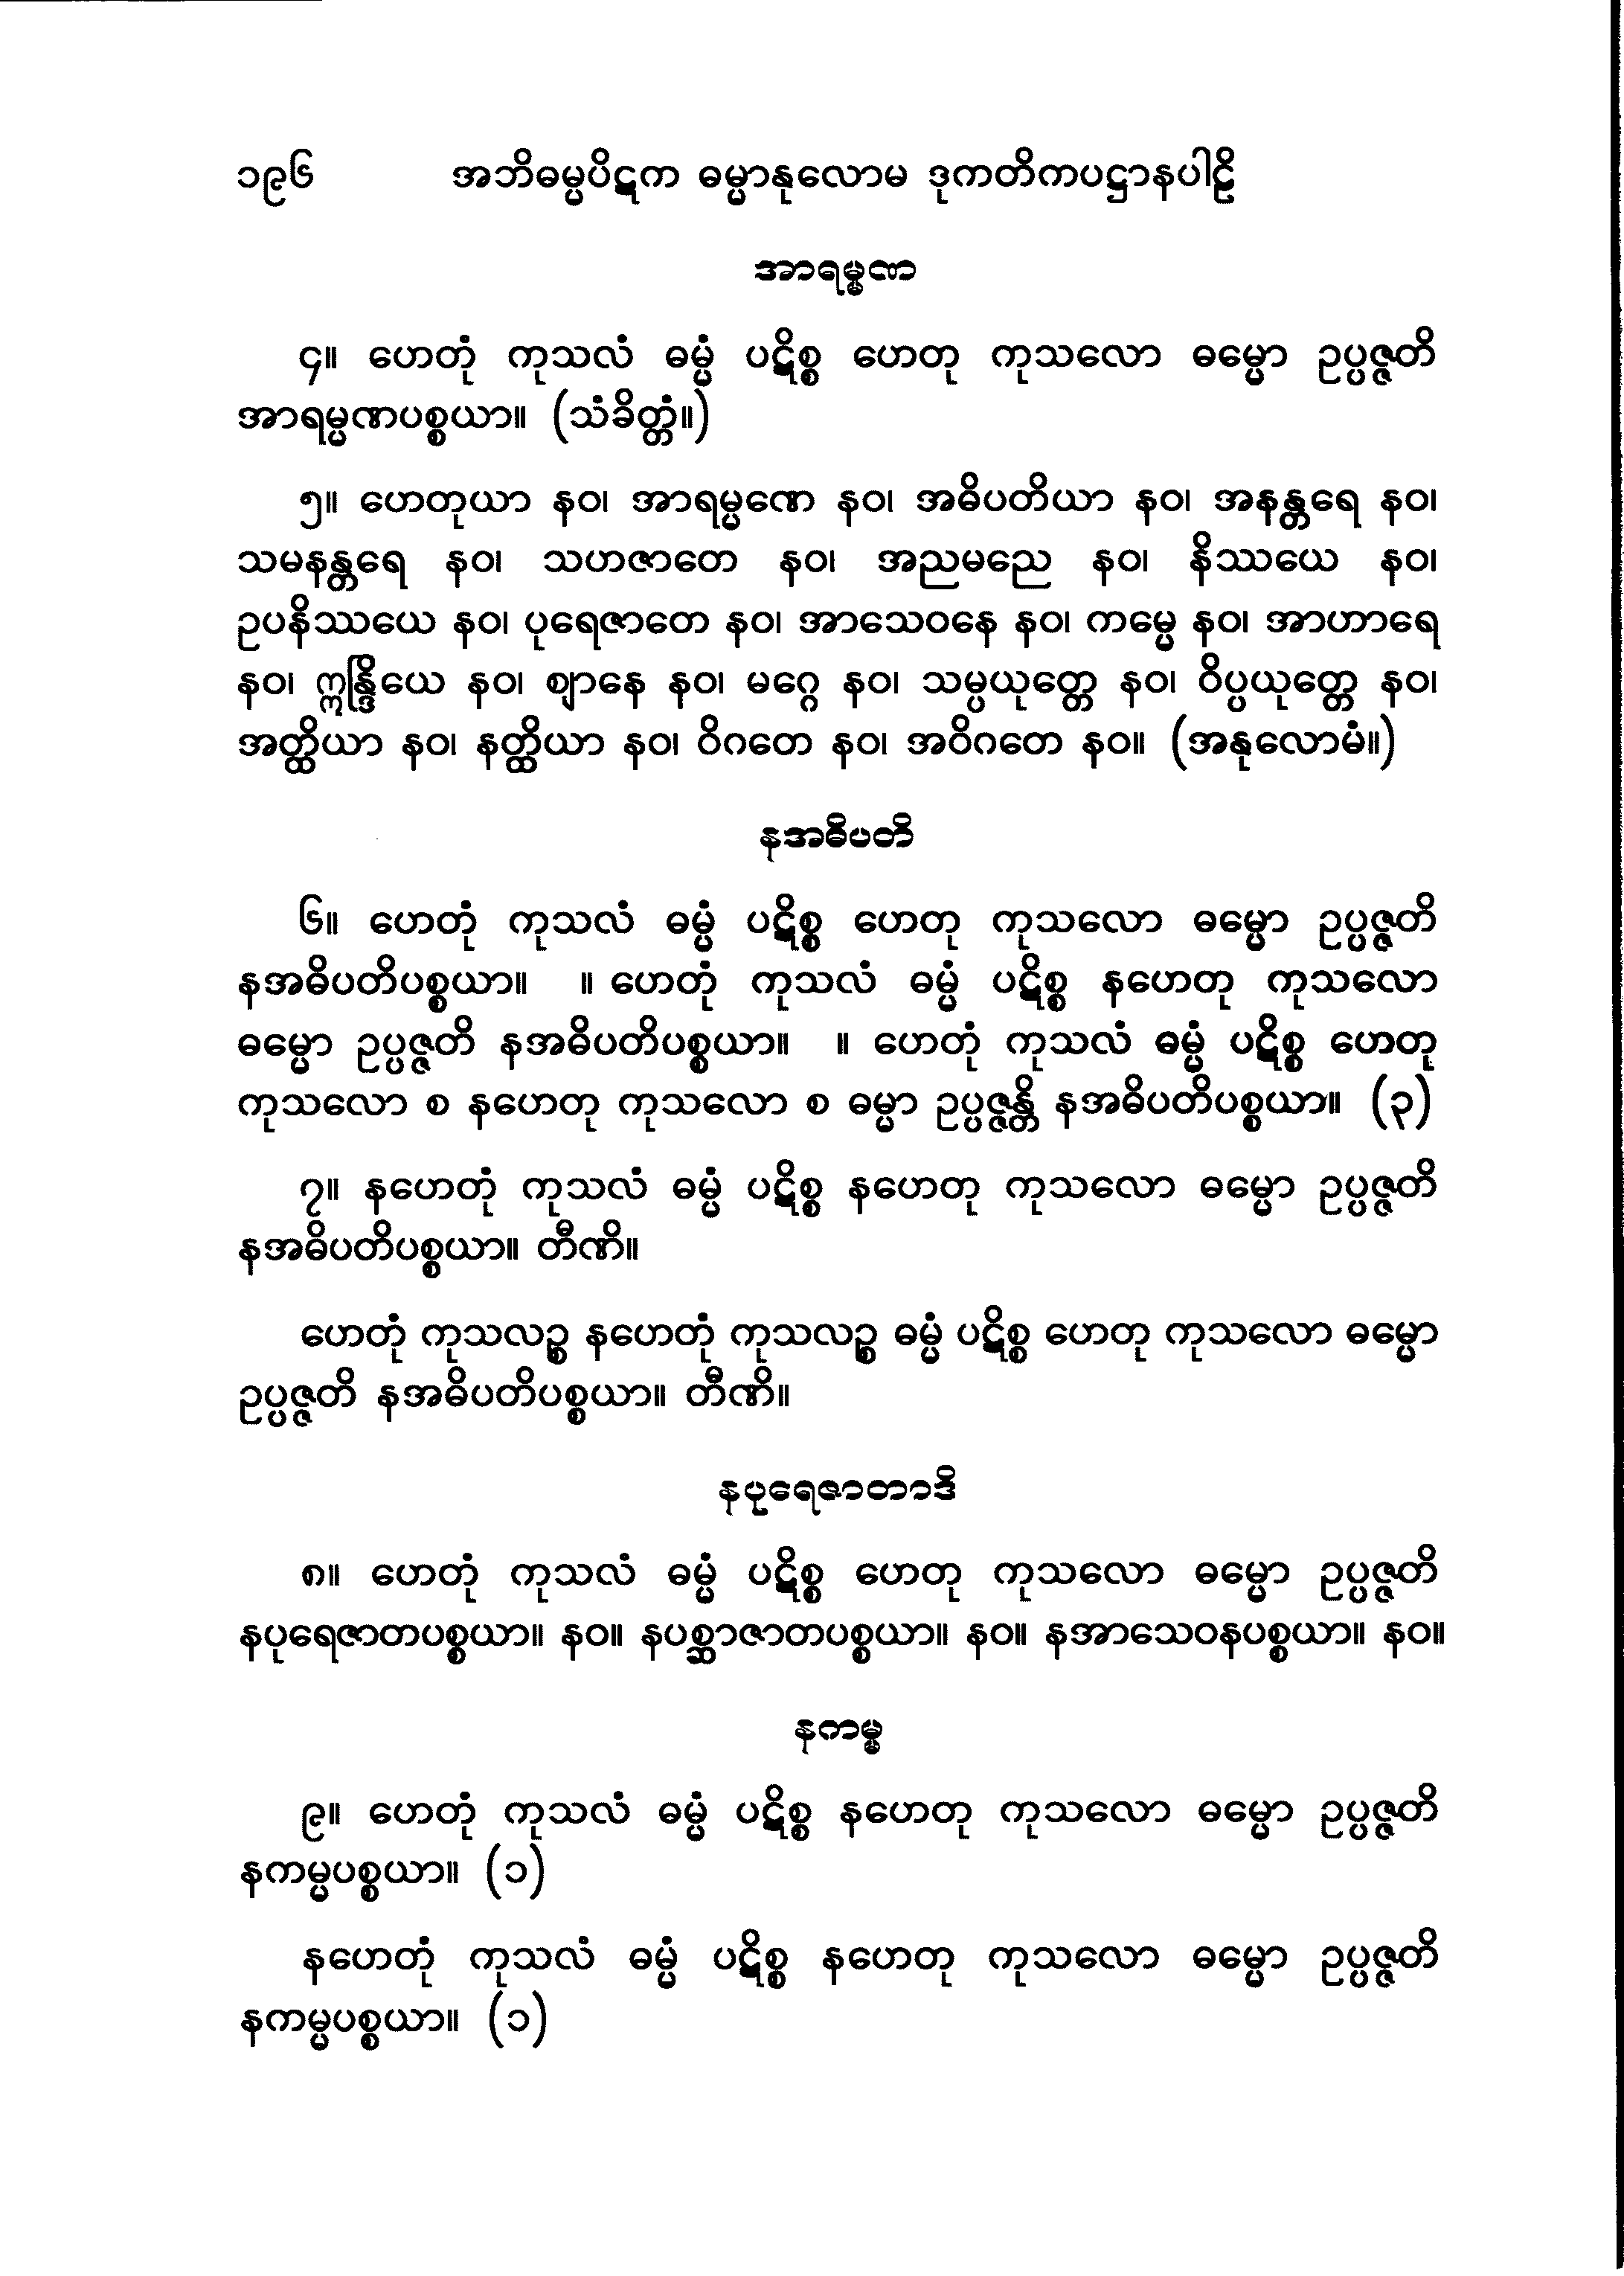 ၁၉၆ အဘိဓမ္မပိဋက ဓမ္မာနုလောမ ဒုကတိကပဋ္ဌာနပါဠိ
အာရမ္မဏ
၄။ ဟေတုံ ကုသလံ ဓမ္မံ ပဋိစ္စ ဟေတု ကုသလော ဓမ္မော ဥပ္ပဇ္ဇတိ
အာရမ္မဏပစ္စယာ။ (သံခိတ္တံ။)
၅။ ဟေတုယာ နဝ၊ အာရမ္မဏေ နဝ၊ အဓိပတိယာ နဝ၊ အနန္တရေ နဝ၊
သမနန္တရေ နဝ၊ သဟဇာတေ နဝ၊ အညမညေ နဝ၊ နိဿယေ နဝ၊
ဥပနိဿယေ နဝ၊ ပုရေဇာတေ နဝ၊ အာသေဝနေ နဝ၊ ကမ္မေ နဝ၊ အာဟာရေ
နဝ၊ ဣန္ဒြိယေ နဝ၊ ဈာနေ နဝ၊ မဂ္ဂေ နဝ၊ သမ္ပယုတ္တေ နဝ၊ ဝိပ္ပယုတ္တေ နဝ၊
အတ္ထိယာ နဝ၊ နတ္ထိယာ နဝ၊ ဝိဂတေ နဝ၊ အဝိဂတေ နဝ။ (အနုလောမံ။)
နအဓိပတိ
၆။ ဟေတုံ ကုသလံ ဓမ္မံ ပဋိစ္စ ဟေတု ကုသလော ဓမ္မော ဥပ္ပဇ္ဇတိ
နအဓိပတိပစ္စယာ။ ။ ဟေတုံ ကုသလံ ဓမ္မံ ပဋိစ္စ နဟေတု ကုသလော
ဓမ္မော ဥပ္ပဇ္ဇတိ နအဓိပတိပစ္စယာ။ ။ ဟေတုံ ကုသလံ ဓမ္မံ ပဋိစ္စ ဟေတု
ကုသလော စ နဟေတု ကုသလော စ ဓမ္မာ ဥပ္ပဇ္ဇန္တိ နအဓိပတိပစ္စယာ။ (၃)
၇။ နဟေတုံ ကုသလံ ဓမ္မံ ပဋိစ္စ နဟေတု ကုသလော ဓမ္မော ဥပ္ပဇ္ဇတိ
နအဓိပတိပစ္စယာ။ တီဏိ။
ဟေတုံ ကုသလဉ္စ နဟေတုံ ကုသလဉ္စ ဓမ္မံ ပဋိစ္စ ဟေတု ကုသလော ဓမ္မော
ဥပ္ပဇ္ဇတိ နအဓိပတိပစ္စယာ။ တီဏိ။
နပုရေဇာတာဒိ
၈။ ဟေတုံ ကုသလံ ဓမ္မံ ပဋိစ္စ ဟေတု ကုသလော ဓမ္မော ဥပ္ပဇ္ဇတိ
နပုရေဇာတပစ္စယာ။ နဝ။ နပစ္ဆာဇာတပစ္စယာ။ နဝ။ နအာသေဝနပစ္စယာ။ နဝ။
နကမ္မ
၉။ ဟေတုံ ကုသလံ ဓမ္မံ ပဋိစ္စ နဟေတု ကုသလော ဓမ္မော ဥပ္ပဇ္ဇတိ
နကမ္မပစ္စယာ။ (၁)
နဟေတုံ ကုသလံ ဓမ္မံ ပဋိစ္စ နဟေတု ကုသလော ဓမ္မော ဥပ္ပဇ္ဇတိ
နကမ္မပစ္စယာ။ (၁)